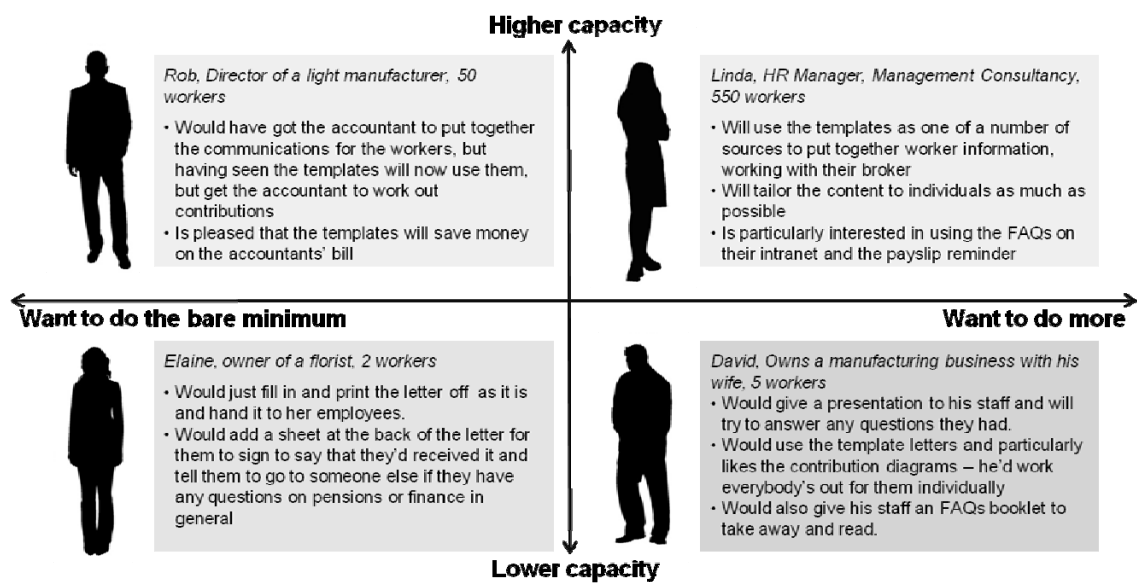 Higher capacity
Rob, Director of a light manufacturer, 50
workers
• Would have got the accountant to put together
the communications for the workers, but
having seen the templates will now use them,
but get the accountant to work out
contributions
• Is pleased that the templates will save money
on the accountants' bill
Linda, HR Manager, Management Consultancy,
550 workers
• Will use the templates as one of a number of
sources to put together worker information,
working with their broker
• Will tailor the content to individuals as much as
possible
• Is particularly interested in using the FAQs on
their intranet and the payslip reminder
Want to do the bare minimum
Want to do more
Elaine, owner of a florist, 2 workers
• Would just fill in and print the letter off as it is
and hand it to her employees.
• Would add a sheet at the back of the letter for
them to sign to say that they'd received it and
tell them to go to someone else if they have
any questions on pensions or finance in
general
David, Owns a manufacturing business with his
wife, 5 workers
• Would give a presentation to his staff and will
try to answer any questions they had.
• Would use the template letters and particularly
likes the contribution diagrams – he'd work
everybody's out for them individually
• Would also give his staff an FAQs booklet to
take away and read.
Lower capacity